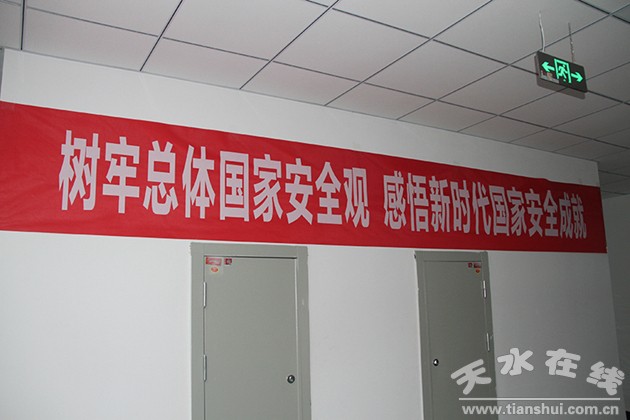 树牢总体国家安全观 感悟新时代国家安全成就
天水在线
www.tianshui.com.cn